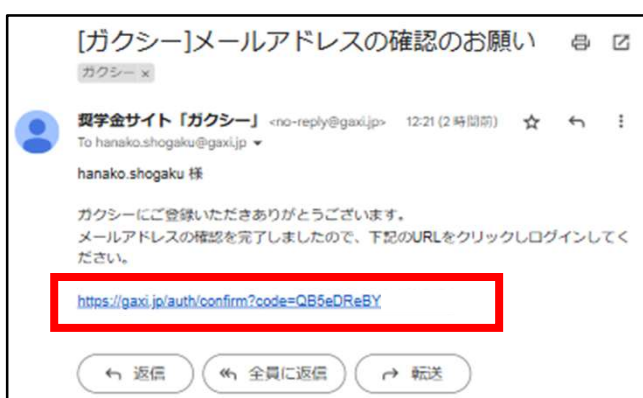 [ガクシー]メールアドレスの確認のお願い
ガクシー ×
奨学金サイト「ガクシー」 <no-reply@gaxi.jp> 12:21 (2 時間前)
To hanako.shogaku@gaxi.jp
hanako.shogaku 様
ガクシーにご登録いただきありがとうございます。
メールアドレスの確認を完了しましたので、下記のURLをクリックしログインしてく
ださい。
https://gaxi.jp/auth/confirm?code=QB5eDReBY
返信 全員に返信 転送